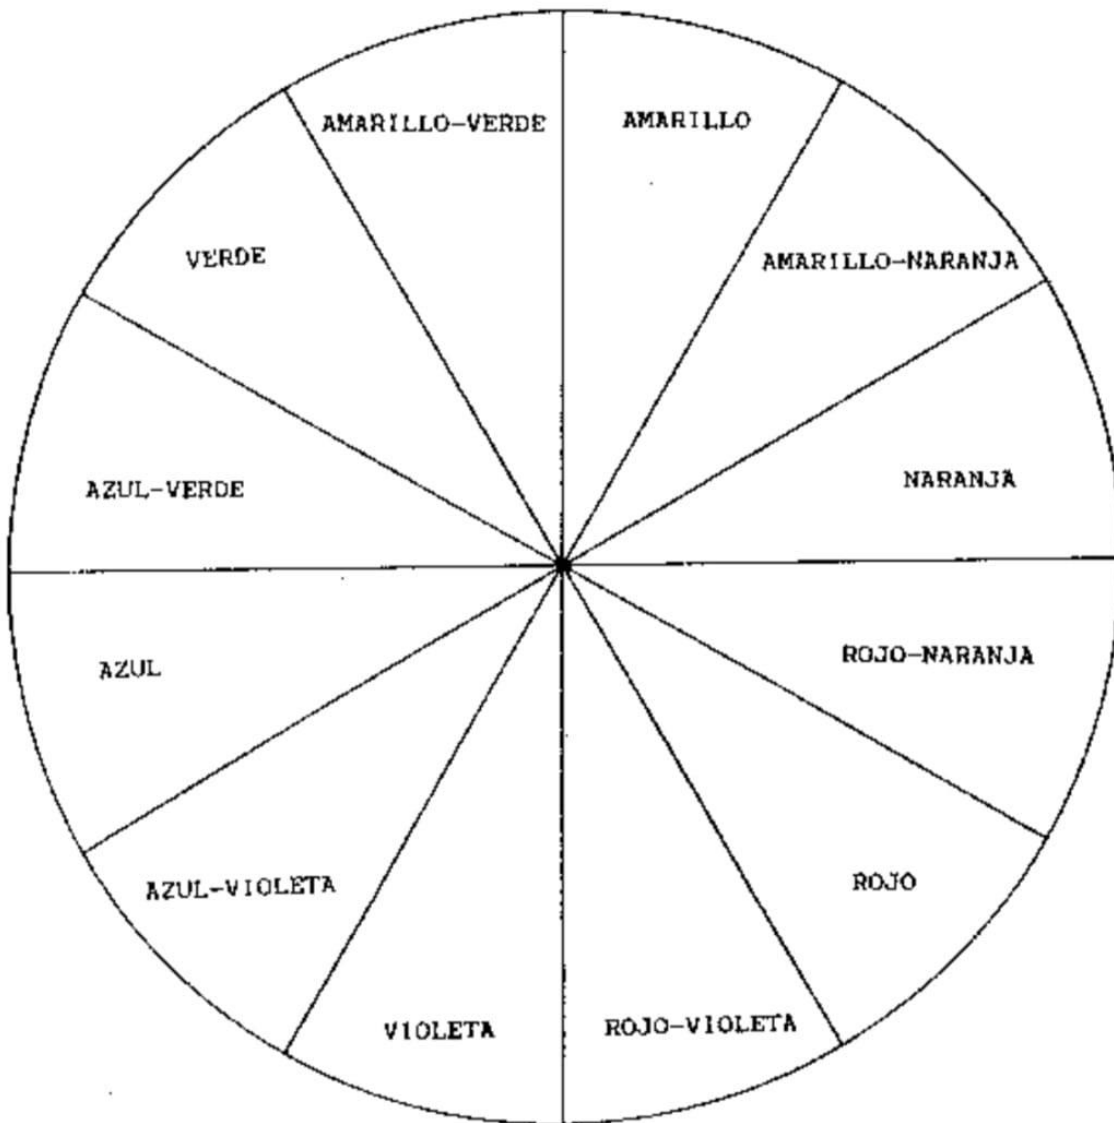 AMARILLO-VERDE
AMARILLO
VERDE
AMARILLO-NARANJA
AZUL-VERDE
NARANJA
AZUL
ROJO-NARANJA
AZUL-VIOLETA
ROJO
VIOLETA
ROJO-VIOLETA